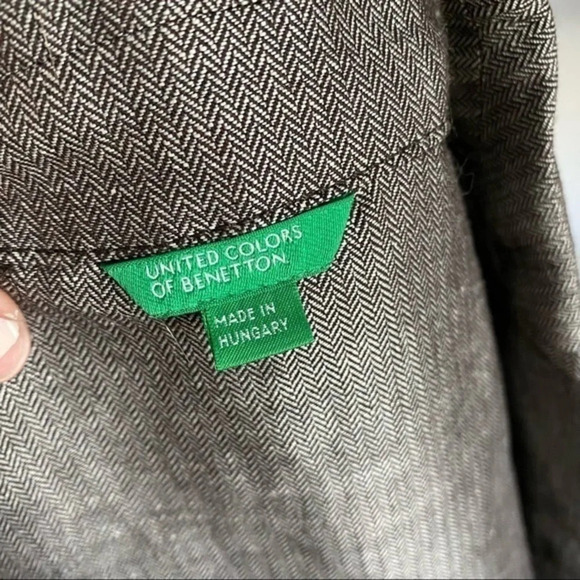 UNITED COLORS
OF BENETTON.
MADE IN
HUNGARY